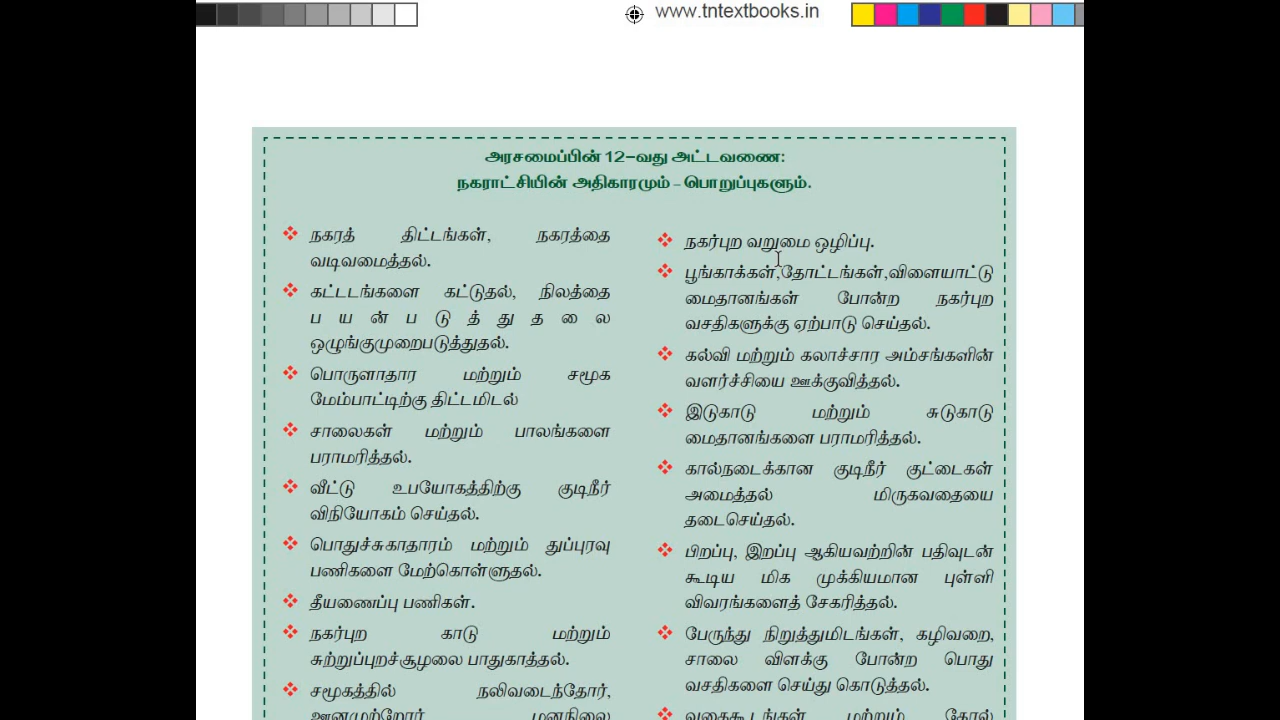 www.tntextbooks.in
அரசமைப்பின் 12-வது அட்டவணை:
நகராட்சியின் அதிகாரமும் - பொறுப்புகளும்.
நகரத் திட்டங்கள், நகரத்தை
வடிவமைத்தல்.
கட்டடங்களை கட்டுதல், நிலத்தை
ப ய ன் ப டு த் து த லை
ஒழுங்குமுறைபடுத்துதல்.
பொருளாதார மற்றும் சமூக
மேம்பாட்டிற்கு திட்டமிடல்
சாலைகள் மற்றும் பாலங்களை
பராமரித்தல்.
வீட்டு உபயோகத்திற்கு குடிநீர்
விநியோகம் செய்தல்.
பொதுச்சுகாதாரம் மற்றும் துப்புரவு
பணிகளை மேற்கொள்ளுதல்.
தீயணைப்பு பணிகள்.
நகர்புற காடு மற்றும்
சுற்றுப்புறச்சூழலை பாதுகாத்தல்.
சமூகத்தில் நலிவடைந்தோர்,
ஊனமுற்றோர் மனநிலை
நகர்புற வறுமை ஒழிப்பு.
பூங்காக்கள்,தோட்டங்கள்,விளையாட்டு
மைதானங்கள் போன்ற நகர்புற
வசதிகளுக்கு ஏற்பாடு செய்தல்.
கல்வி மற்றும் கலாச்சார அம்சங்களின்
வளர்ச்சியை ஊக்குவித்தல்.
இடுகாடு மற்றும் சுடுகாடு
மைதானங்களை பராமரித்தல்.
கால்நடைக்கான குடிநீர் குட்டைகள்
அமைத்தல் மிருகவதையை
தடைசெய்தல்.
பிறப்பு, இறப்பு ஆகியவற்றின் பதிவுடன்
கூடிய மிக முக்கியமான புள்ளி
விவரங்களைத் சேகரித்தல்.
பேருந்து நிறுத்துமிடங்கள், கழிவறை,
சாலை விளக்கு போன்ற பொது
வசதிகளை செய்து கொடுத்தல்.
வதைகூடங்கள் மற்றும் தோல்